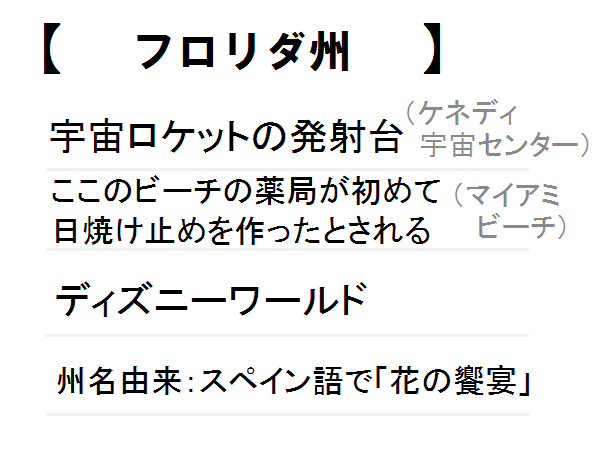 【 フロリダ州 】
宇宙ロケットの発射台（ケネディ
宇宙センター）
ここのビーチの薬局が初めて（マイアミ
日焼け止めを作ったとされる ビーチ）
ディズニーワールド
州名由来：スペイン語で「花の饗宴」